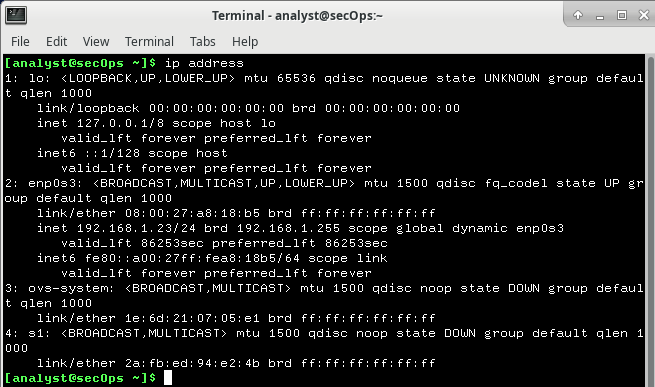 Terminal - analyst@secOps:~
File Edit View Terminal Tabs Help
[analyst@secOps ~]$ ip address
1: lo: <LOOPBACK,UP,LOWER_UP> mtu 65536 qdisc noqueue state UNKNOWN group defaul
t qlen 1000
    link/loopback 00:00:00:00:00:00 brd 00:00:00:00:00:00
    inet 127.0.0.1/8 scope host lo
       valid_lft forever preferred_lft forever
    inet6 ::1/128 scope host
       valid_lft forever preferred_lft forever
2: enp0s3: <BROADCAST,MULTICAST,UP,LOWER_UP> mtu 1500 qdisc fq_codel state UP gr
oup default qlen 1000
    link/ether 08:00:27:a8:18:b5 brd ff:ff:ff:ff:ff:ff
    inet 192.168.1.23/24 brd 192.168.1.255 scope global dynamic enp0s3
       valid_lft 86253sec preferred_lft 86253sec
    inet6 fe80::a00:27ff:fea8:18b5/64 scope link
       valid_lft forever preferred_lft forever
3: ovs-system: <BROADCAST,MULTICAST> mtu 1500 qdisc noop state DOWN group defaul
t qlen 1000
    link/ether 1e:6d:21:07:05:e1 brd ff:ff:ff:ff:ff:ff
4: s1: <BROADCAST,MULTICAST> mtu 1500 qdisc noop state DOWN group default qlen 1
000
    link/ether 2a:fb:ed:94:e2:4b brd ff:ff:ff:ff:ff:ff
[analyst@secOps ~]$